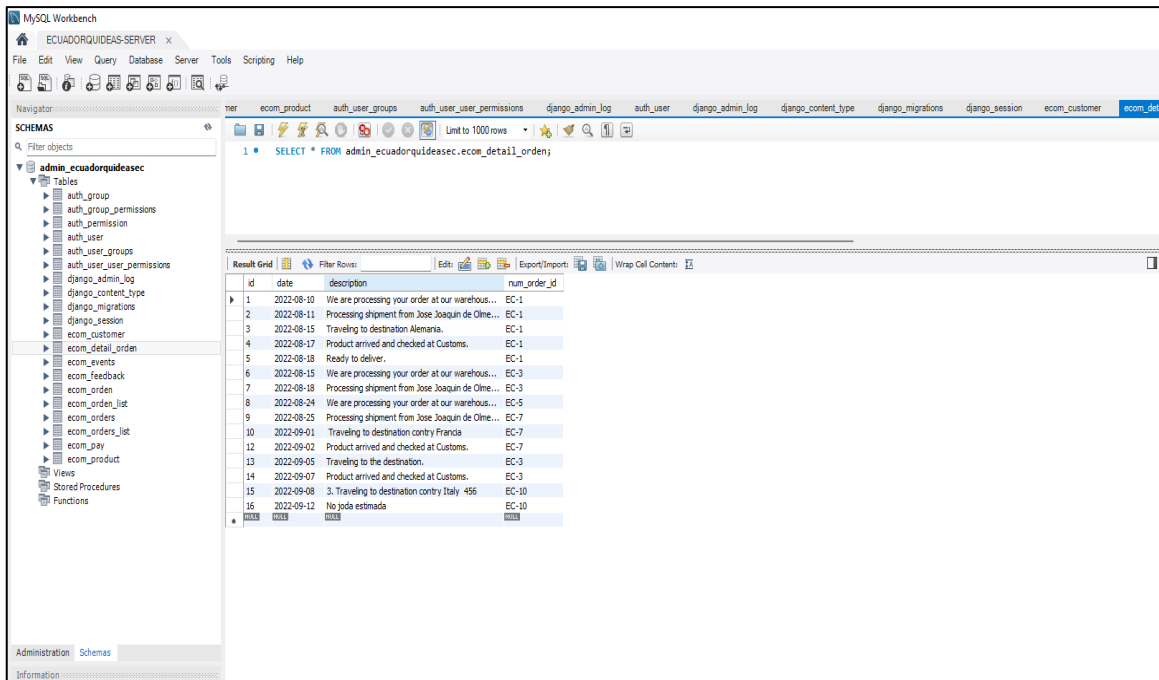 MySQL Workbench
ECUADORQUIDEAS-SERVER ×
File Edit View Query Database Server Tools Scripting Help
Navigator
mer ecom_product auth_user_groups auth_user_user_permissions django_admin_log auth_user django_admin_log django_content_type django_migrations django_session ecom_customer ecom_det
SCHEMAS
Limit to 1000 rows
Filter objects
1 SELECT * FROM admin_ecuadorquideasec.ecom_detail_orden;
admin_ecuadorquideasec
Tables
auth_group
auth_group_permissions
auth_permission
auth_user
auth_user_groups
auth_user_user_permissions
django_admin_log
django_content_type
django_migrations
django_session
ecom_customer
ecom_detail_orden
ecom_events
ecom_feedback
ecom_orden
ecom_orden_list
ecom_orders
ecom_orders_list
ecom_pay
ecom_product
Views
Stored Procedures
Functions
Result Grid Filter Rows: Edit: Export/Import: Wrap Cell Content:
id date description num_order_id
1 2022-08-10 We are processing your order at our warehous... EC-1
2 2022-08-11 Processing shipment from Jose Joaquin de Olme... EC-1
3 2022-08-15 Traveling to destination Alemania. EC-1
4 2022-08-17 Product arrived and checked at Customs. EC-1
5 2022-08-18 Ready to deliver. EC-1
6 2022-08-15 We are processing your order at our warehous... EC-3
7 2022-08-18 Processing shipment from Jose Joaquin de Olme... EC-3
8 2022-08-24 We are processing your order at our warehous... EC-5
9 2022-08-25 Processing shipment from Jose Joaquin de Olme... EC-7
10 2022-09-01 Traveling to destination contry Francia EC-7
12 2022-09-02 Product arrived and checked at Customs. EC-7
13 2022-09-05 Traveling to the destination. EC-3
14 2022-09-07 Product arrived and checked at Customs. EC-3
15 2022-09-08 3. Traveling to destination contry Italy 456 EC-10
16 2022-09-12 No joda estimada EC-10
NULL NULL NULL NULL
Administration Schemas
Information